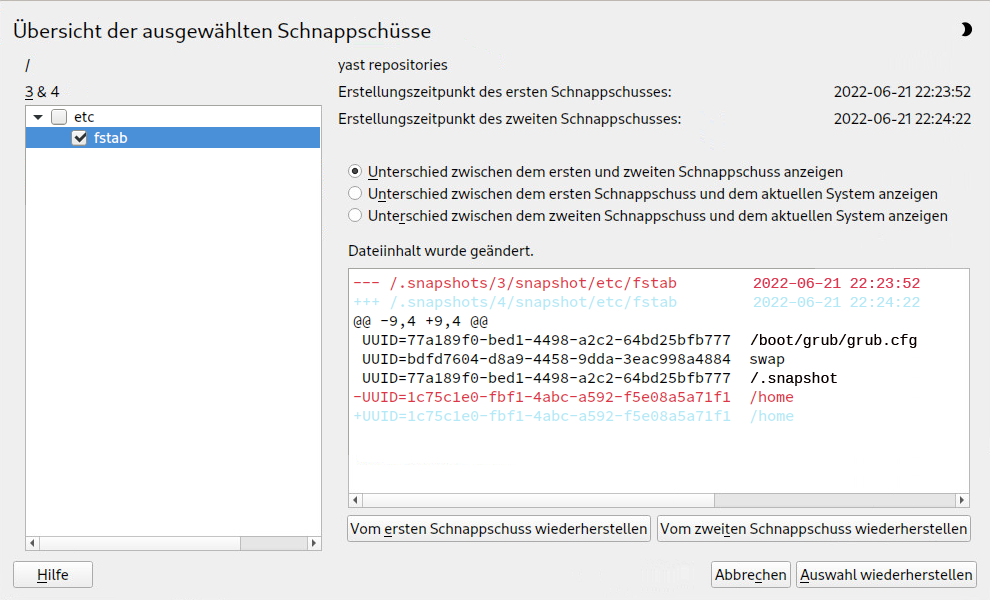 Übersicht der ausgewählten Schnappschüsse
/
3 & 4
etc
fstab
yast repositories
Erstellungszeitpunkt des ersten Schnappschusses: 2022-06-21 22:23:52
Erstellungszeitpunkt des zweiten Schnappschusses: 2022-06-21 22:24:22
Unterschied zwischen dem ersten und zweiten Schnappschuss anzeigen
Unterschied zwischen dem ersten Schnappschuss und dem aktuellen System anzeigen
Unterschied zwischen dem zweiten Schnappschuss und dem aktuellen System anzeigen
Dateiinhalt wurde geändert.
--- /.snapshots/3/snapshot/etc/fstab 2022-06-21 22:23:52
+++ /.snapshots/4/snapshot/etc/fstab 2022-06-21 22:24:22
@@ -9,4 +9,4 @@
UUID=77a189f0-bed1-4498-a2c2-64bd25bfb777 /boot/grub/grub.cfg
UUID=bdfd7604-d8a9-4458-9dda-3eac998a4884 swap
UUID=77a189f0-bed1-4498-a2c2-64bd25bfb777 /.snapshot
-UUID=1c75c1e0-fbf1-4abc-a592-f5e08a5a71f1 /home
+UUID=1c75c1e0-fbf1-4abc-a592-f5e08a5a71f1 /home
Vom ersten Schnappschuss wiederherstellen
Vom zweiten Schnappschuss wiederherstellen
Hilfe
Abbrechen
Auswahl wiederherstellen